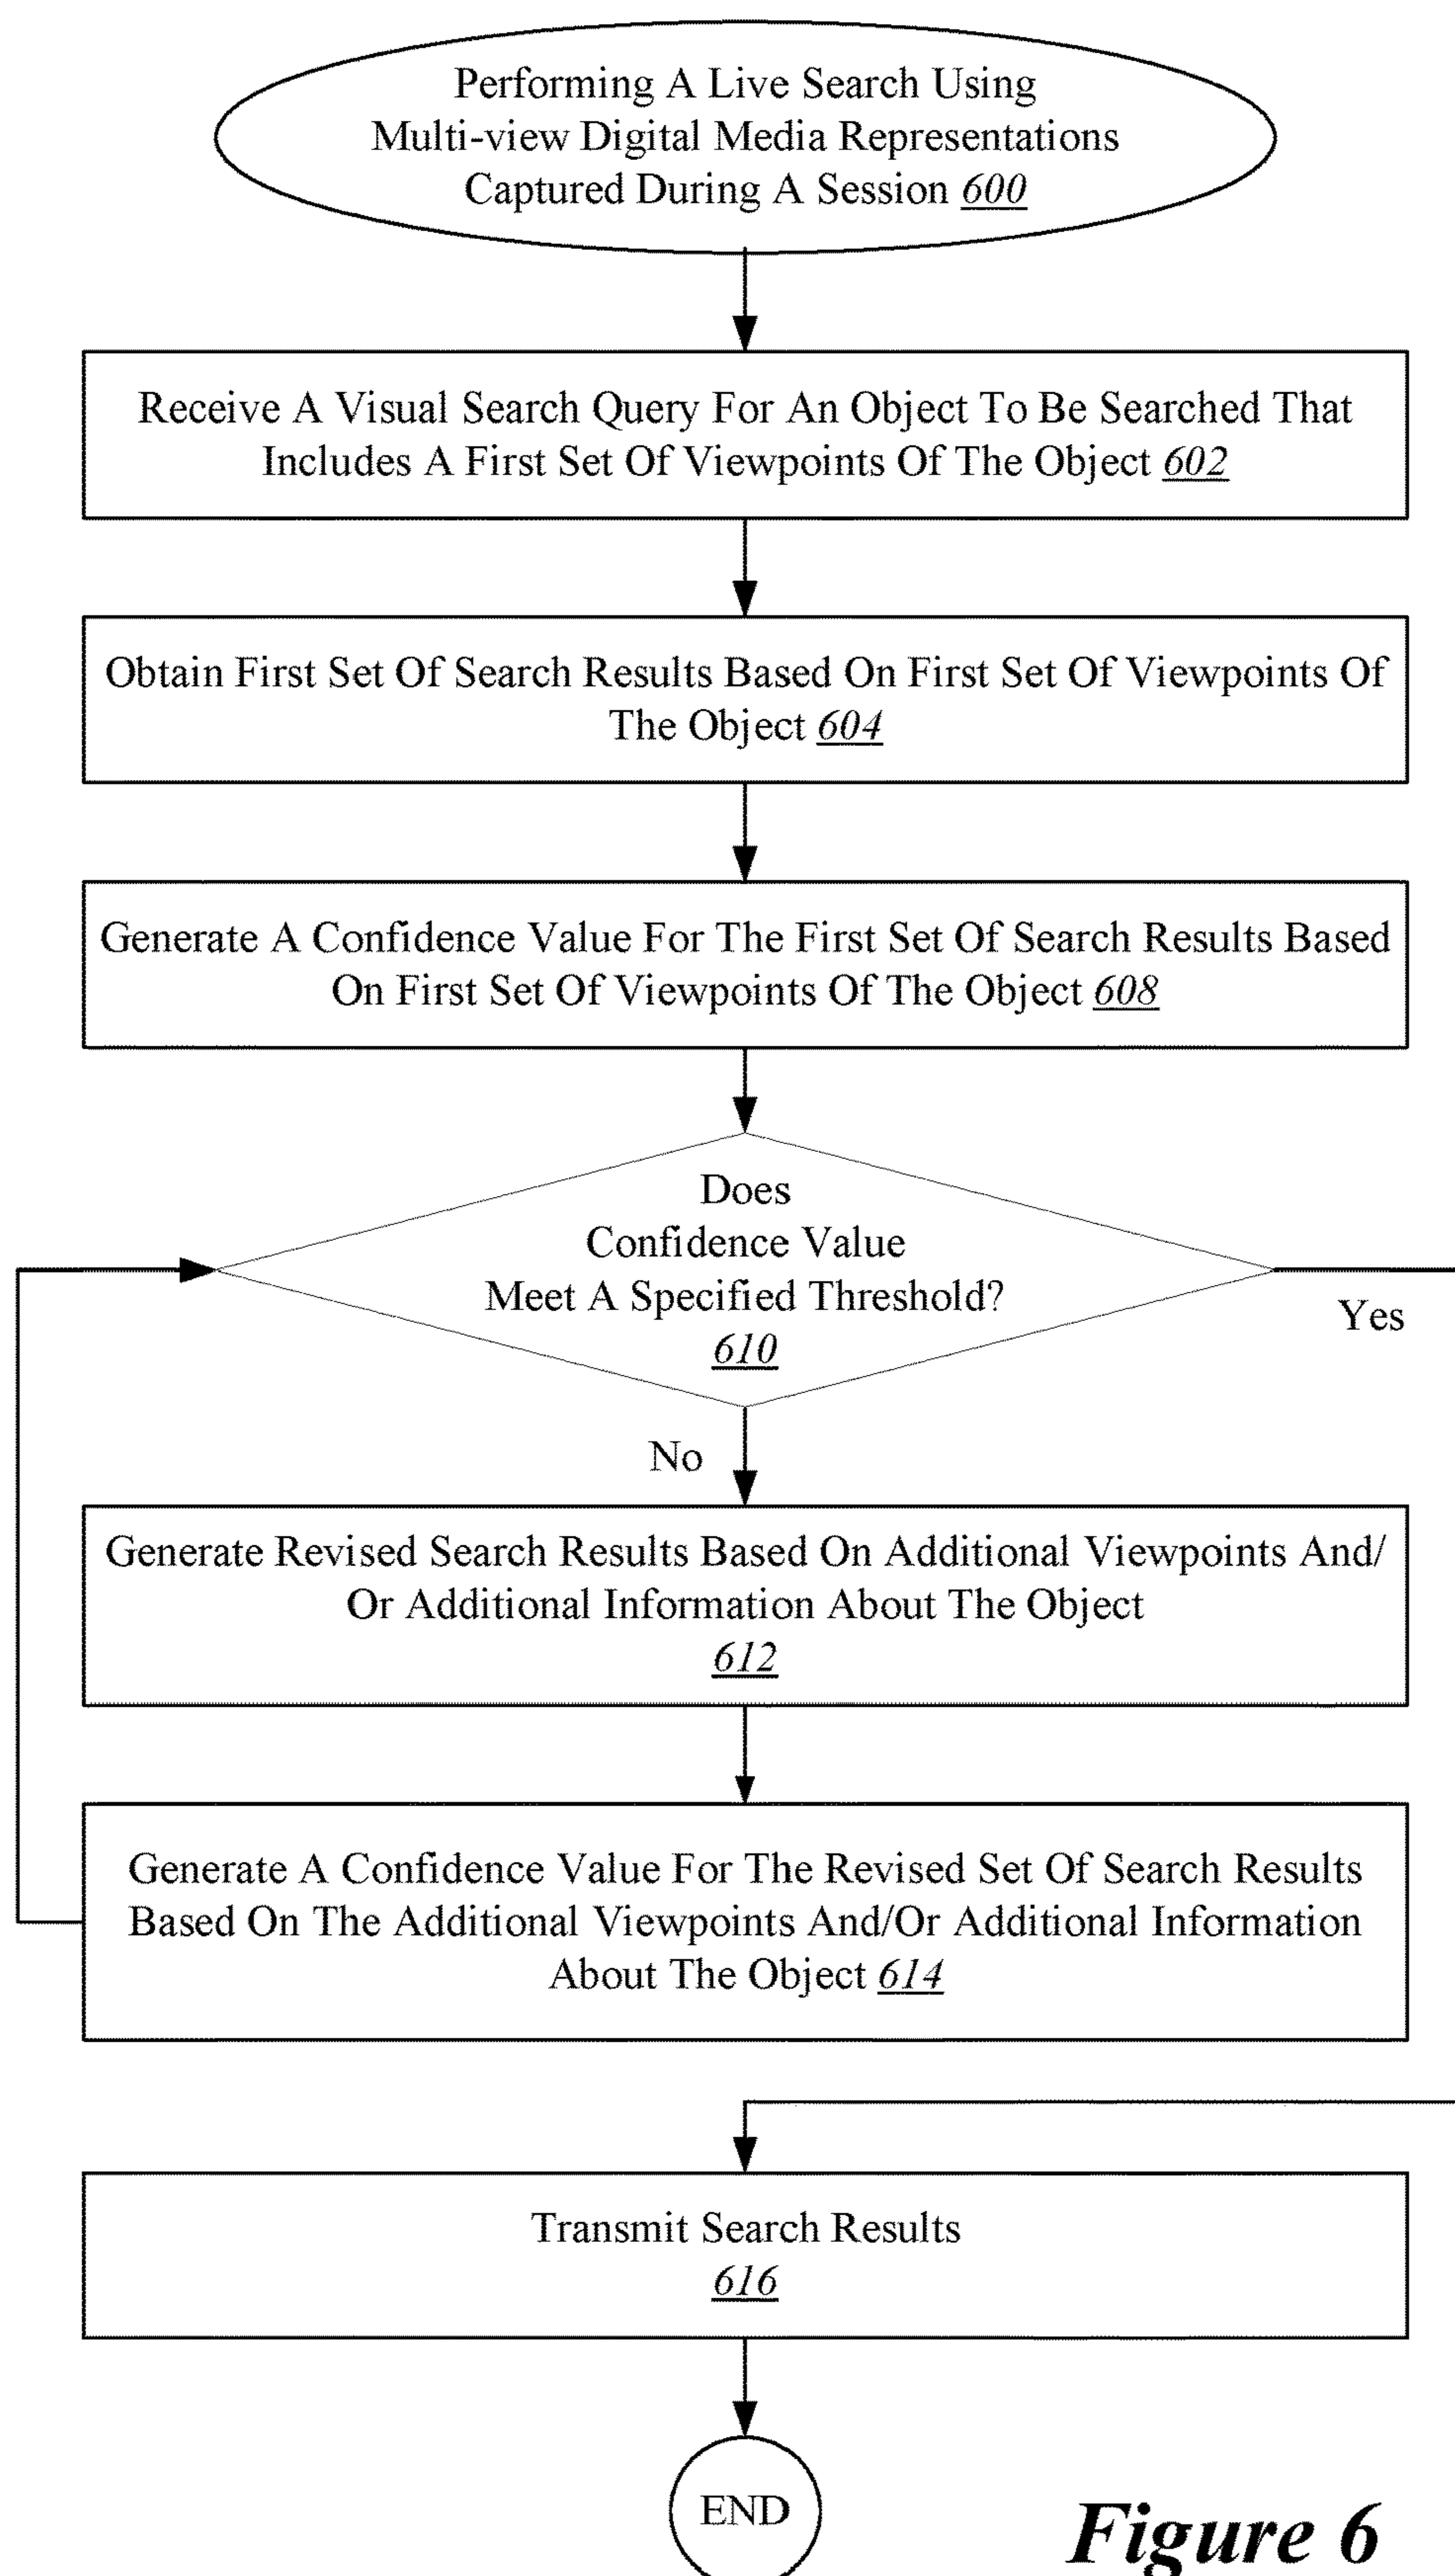 Performing A Live Search Using
Multi-view Digital Media Representations
Captured During A Session 600
Receive A Visual Search Query For An Object To Be Searched That
Includes A First Set Of Viewpoints Of The Object 602
Obtain First Set Of Search Results Based On First Set Of Viewpoints Of
The Object 604
Generate A Confidence Value For The First Set Of Search Results Based
On First Set Of Viewpoints Of The Object 608
Does
Confidence Value
Meet A Specified Threshold?
610
Yes
No
Generate Revised Search Results Based On Additional Viewpoints And/
Or Additional Information About The Object
612
Generate A Confidence Value For The Revised Set Of Search Results
Based On The Additional Viewpoints And/Or Additional Information
About The Object 614
Transmit Search Results
616
END
Figure 6